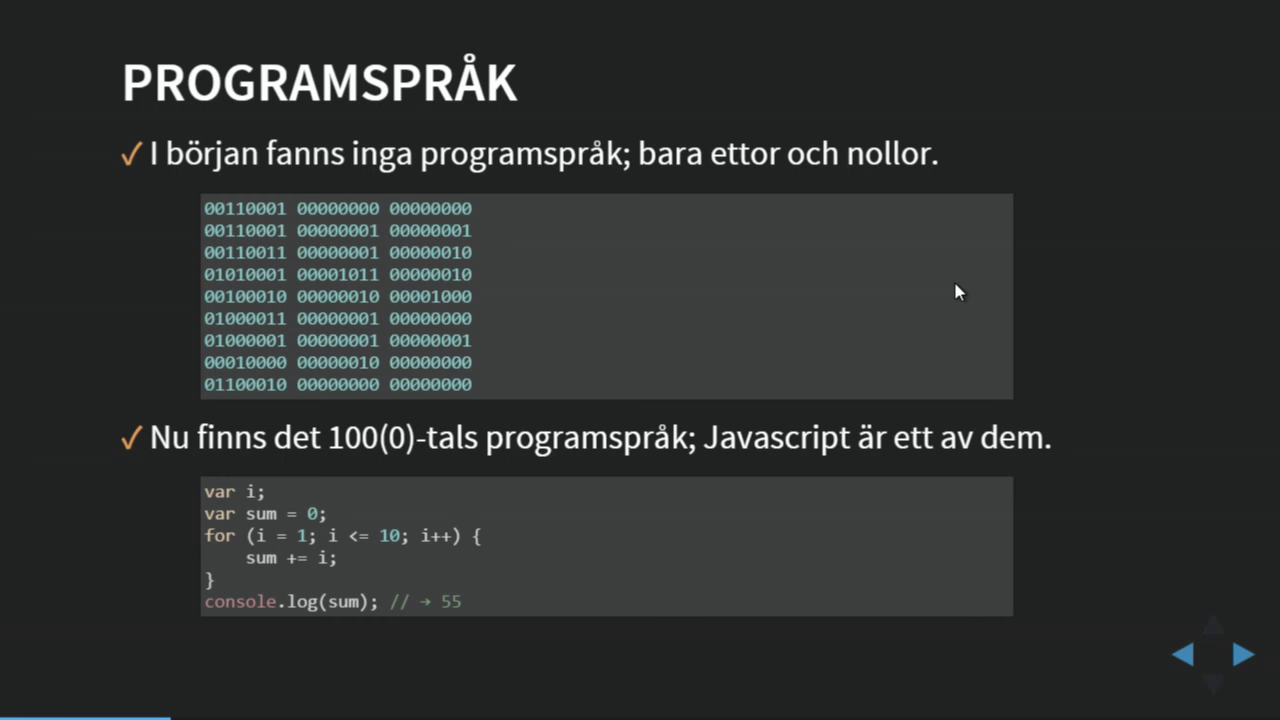 PROGRAMSPRÅK
✓ I början fanns inga programspråk; bara ettor och nollor.
00110001 00000000 00000000
00110001 00000001 00000001
00110011 00000001 00000010
01010001 00001011 00000010
00100010 00000010 00001000
01000011 00000001 00000000
01000001 00000001 00000001
00010000 00000010 00000000
01100010 00000000 00000000
✓ Nu finns det 100(0)-tals programspråk; Javascript är ett av dem.
var i;
var sum = 0;
for (i = 1; i <= 10; i++) {
    sum += i;
}
console.log(sum); // → 55